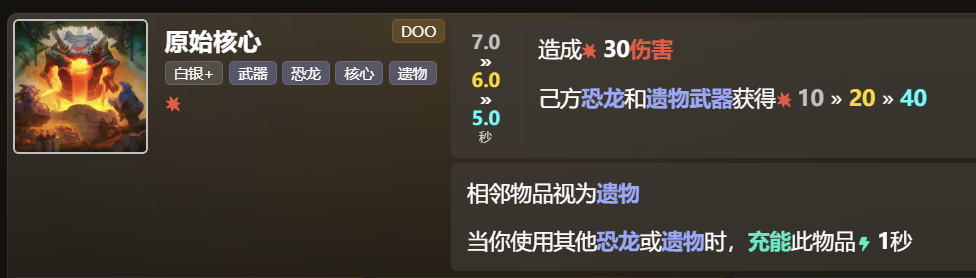 原始核心
DOO
白银+ 武器 恐龙 核心 遗物
7.0
»
6.0
»
5.0
秒
造成 30伤害
己方恐龙和遗物武器获得 10 » 20 » 40
相邻物品视为遗物
当你使用其他恐龙或遗物时，充能此物品 1秒